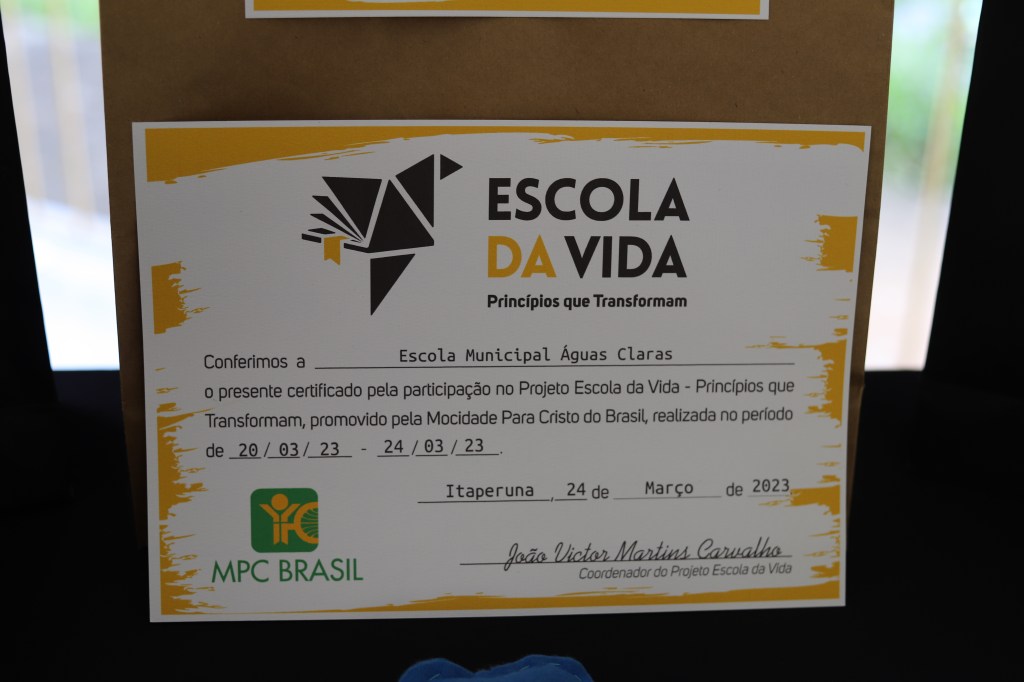 ESCOLA
DA VIDA
Princípios que Transformam
Conferimos a Escola Municipal Águas Claras
o presente certificado pela participação no Projeto Escola da Vida - Princípios que
Transformam, promovido pela Mocidade Para Cristo do Brasil, realizada no período
de 20/03/23 - 24/03/23.
Itaperuna, 24 de Março de 2023
João Victor Martins Carvalho
Coordenador do Projeto Escola da Vida
MPC BRASIL